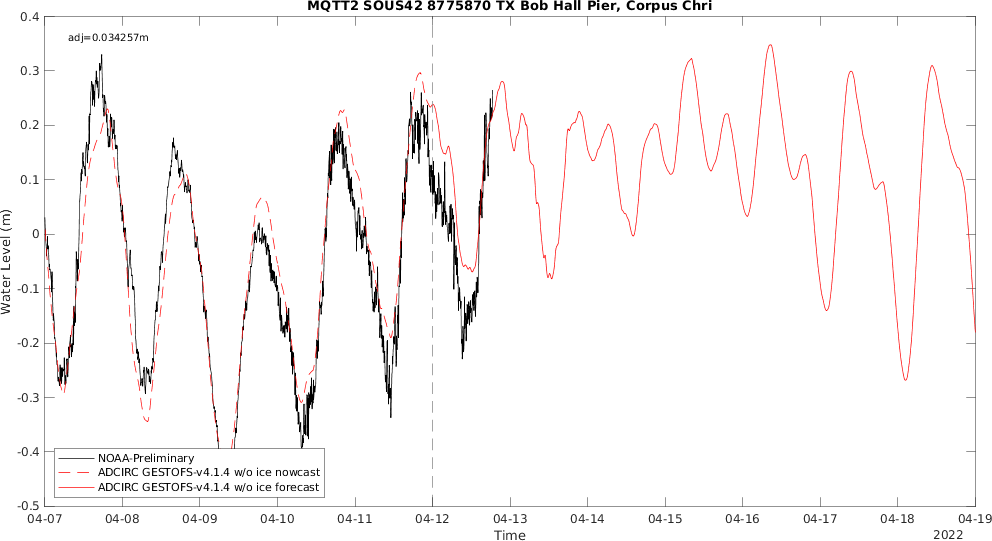 MQTT2 SOUS42 8775870 TX Bob Hall Pier, Corpus Chri
adj=0.034257m
0.4
0.3
0.2
0.1
0
-0.1
-0.2
-0.3
-0.4
-0.5
Water Level (m)
NOAA-Preliminary
ADCIRC GESTOFS-v4.1.4 w/o ice nowcast
ADCIRC GESTOFS-v4.1.4 w/o ice forecast
04-07 04-08 04-09 04-10 04-11 04-12 04-13 04-14 04-15 04-16 04-17 04-18 04-19
Time
2022